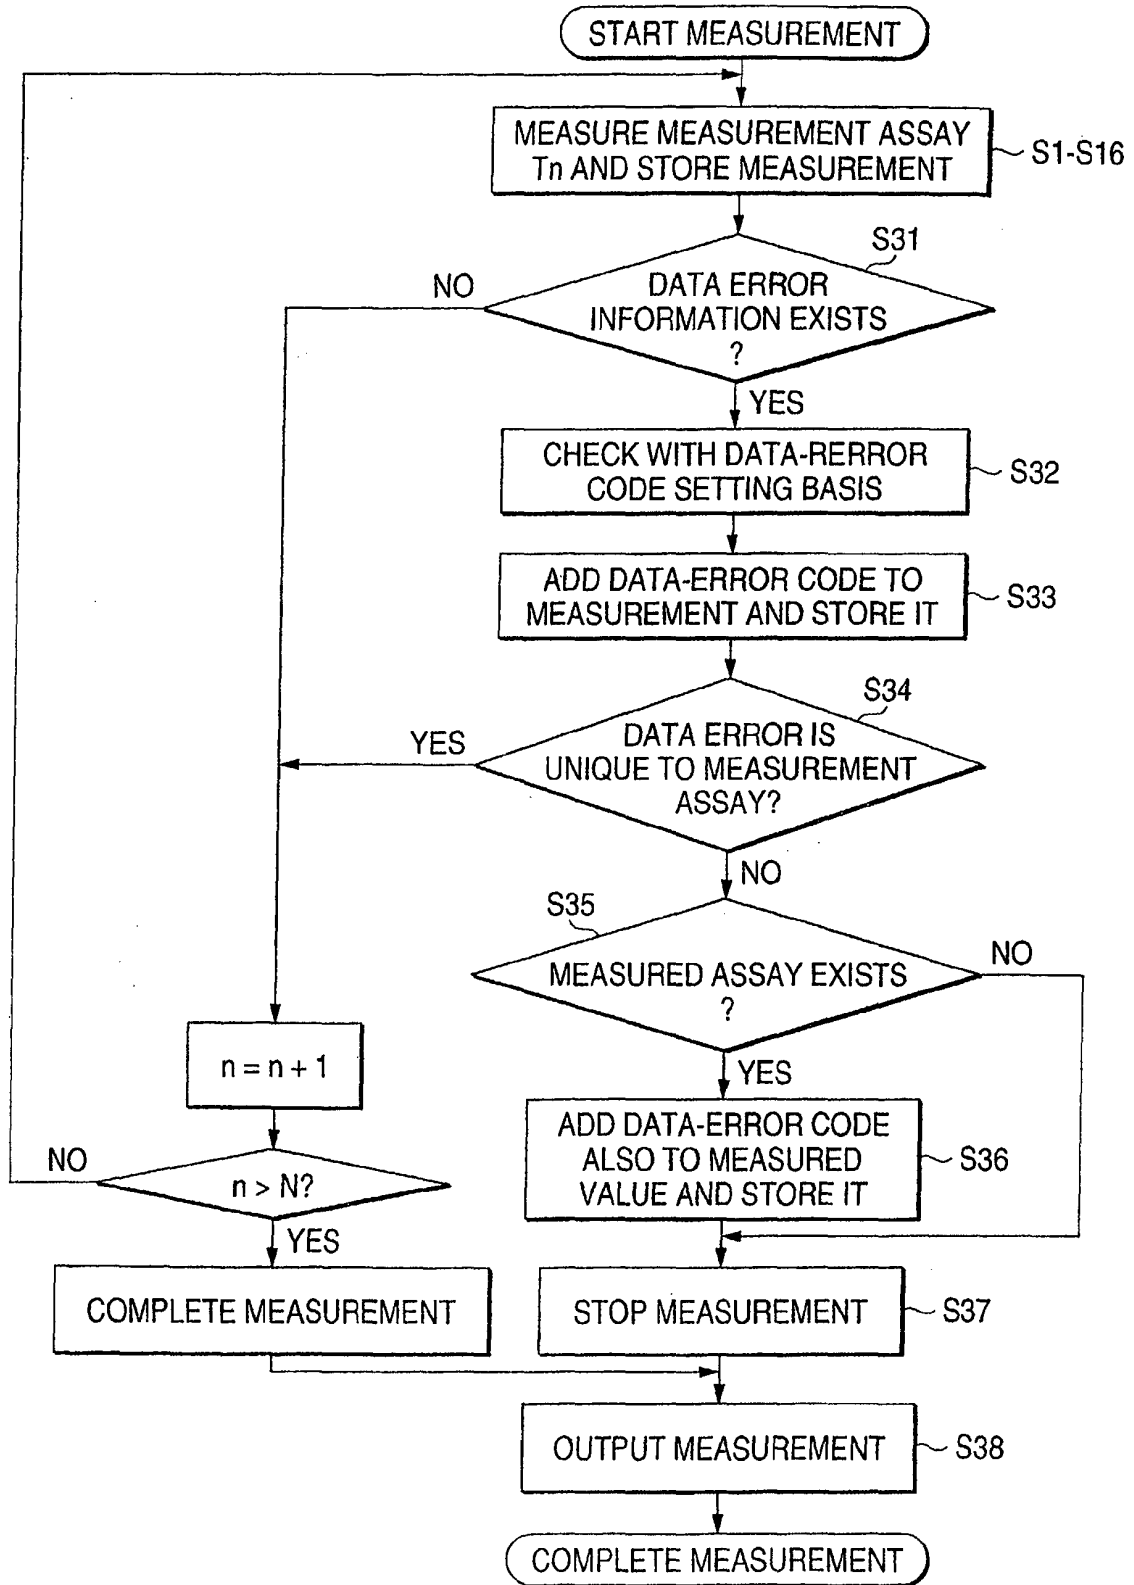 START MEASUREMENT
MEASURE MEASUREMENT ASSAY
Tn AND STORE MEASUREMENT
S1-S16
S31
NO
DATA ERROR
INFORMATION EXISTS
?
YES
CHECK WITH DATA-RERROR
CODE SETTING BASIS
S32
ADD DATA-ERROR CODE TO
MEASUREMENT AND STORE IT
S33
S34
YES
DATA ERROR IS
UNIQUE TO MEASUREMENT
ASSAY?
NO
S35
NO
MEASURED ASSAY EXISTS
?
n = n + 1
YES
ADD DATA-ERROR CODE
ALSO TO MEASURED
VALUE AND STORE IT
S36
NO
n > N?
YES
COMPLETE MEASUREMENT
STOP MEASUREMENT
S37
OUTPUT MEASUREMENT
S38
COMPLETE MEASUREMENT